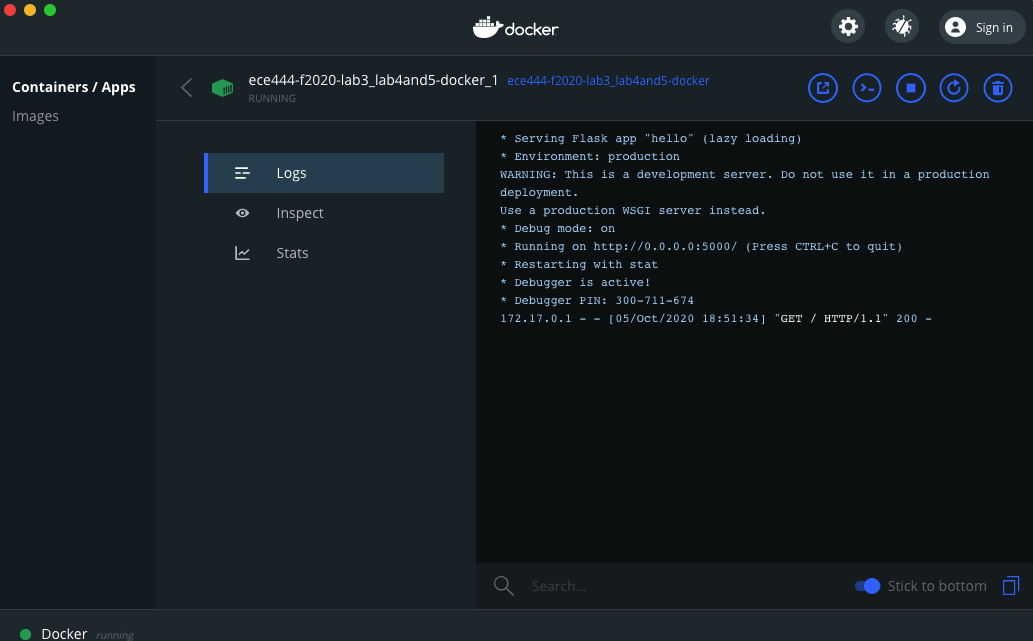 docker
Sign in
Containers / Apps
Images
ece444-f2020-lab3_lab4and5-docker_1 ece444-f2020-lab3_lab4and5-docker
RUNNING
Logs
Inspect
Stats
* Serving Flask app "hello" (lazy loading)
* Environment: production
WARNING: This is a development server. Do not use it in a production
deployment.
Use a production WSGI server instead.
* Debug mode: on
* Running on http://0.0.0.0:5000/ (Press CTRL+C to quit)
* Restarting with stat
* Debugger is active!
* Debugger PIN: 300-711-674
172.17.0.1 - - [05/Oct/2020 18:51:34] "GET / HTTP/1.1" 200 -
Search...
Stick to bottom
Docker running